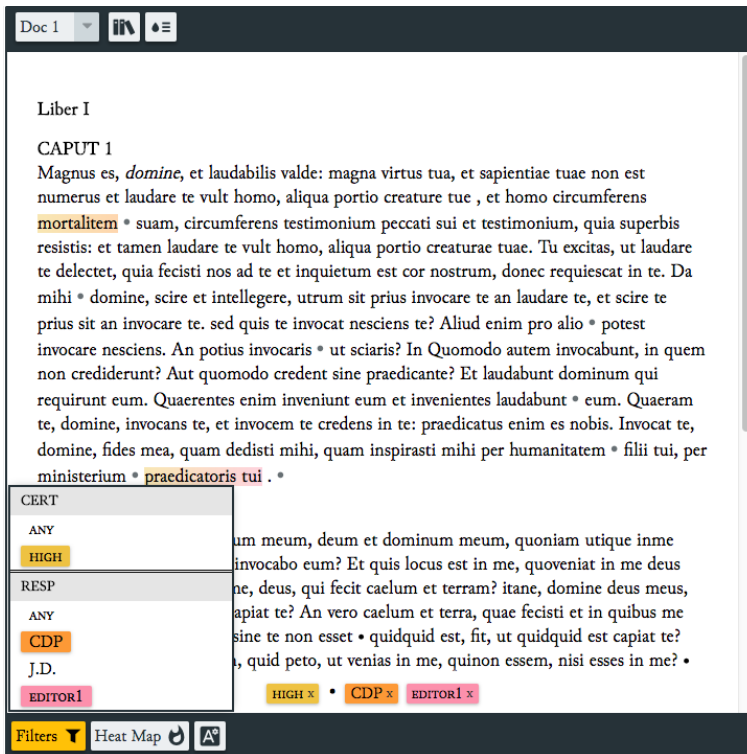 Doc 1
Liber I
CAPUT 1
Magnus es, domine, et laudabilis valde: magna virtus tua, et sapientiae tuae non est
numerus et laudare te vult homo, aliqua portio creature tue , et homo circumferens
mortalitem • suam, circumferens testimonium peccati sui et testimonium, quia superbis
resistis: et tamen laudare te vult homo, aliqua portio creaturae tuae. Tu excitas, ut laudare
te delectet, quia fecisti nos ad te et inquietum est cor nostrum, donec requiescat in te. Da
mihi • domine, scire et intellegere, utrum sit prius invocare te an laudare te, et scire te
prius sit an invocare te. sed quis te invocat nesciens te? Aliud enim pro alio • potest
invocare nesciens. An potius invocaris • ut sciaris? In Quomodo autem invocabunt, in quem
non crediderunt? Aut quomodo credent sine praedicante? Et laudabunt dominum qui
requirunt eum. Quaerentes enim inveniunt eum et invenientes laudabunt • eum. Quaeram
te, domine, invocans te, et invocem te credens in te: praedicatus enim es nobis. Invocat te,
domine, fides mea, quam dedisti mihi, quam inspirasti mihi per humanitatem • filii tui, per
ministerium • praedicatoris tui . •
CERT
ANY
HIGH
RESP
ANY
CDP
J.D.
EDITOR1
um meum, deum et dominum meum, quoniam utique inme
invocabo eum? Et quis locus est in me, quoveniat in me deus
ne, deus, qui fecit caelum et terram? itane, domine deus meus,
apiat te? An vero caelum et terra, quae fecisti et in quibus me
sine te non esset • quidquid est, fit, ut quidquid est capiat te?
, quid peto, ut venias in me, quinon essem, nisi esses in me? •
HIGH x • CDP x EDITOR1 x
Filters Heat Map A